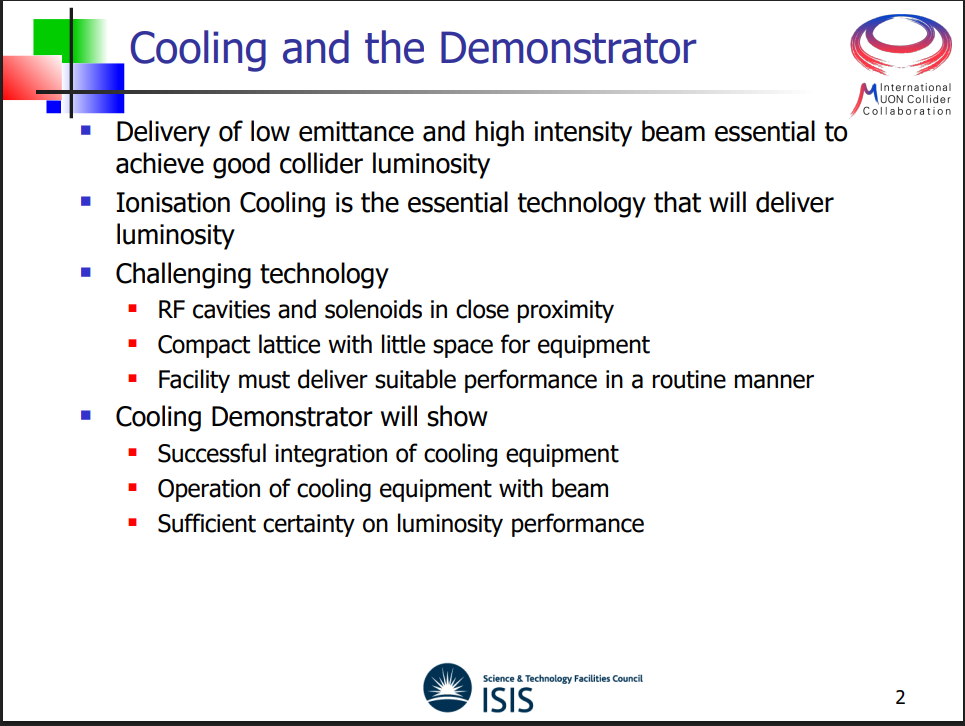 Cooling and the Demonstrator
International
MUON Collider
Collaboration
Delivery of low emittance and high intensity beam essential to
achieve good collider luminosity
Ionisation Cooling is the essential technology that will deliver
luminosity
Challenging technology
RF cavities and solenoids in close proximity
Compact lattice with little space for equipment
Facility must deliver suitable performance in a routine manner
Cooling Demonstrator will show
Successful integration of cooling equipment
Operation of cooling equipment with beam
Sufficient certainty on luminosity performance
Science & Technology Facilities Council
ISIS
2